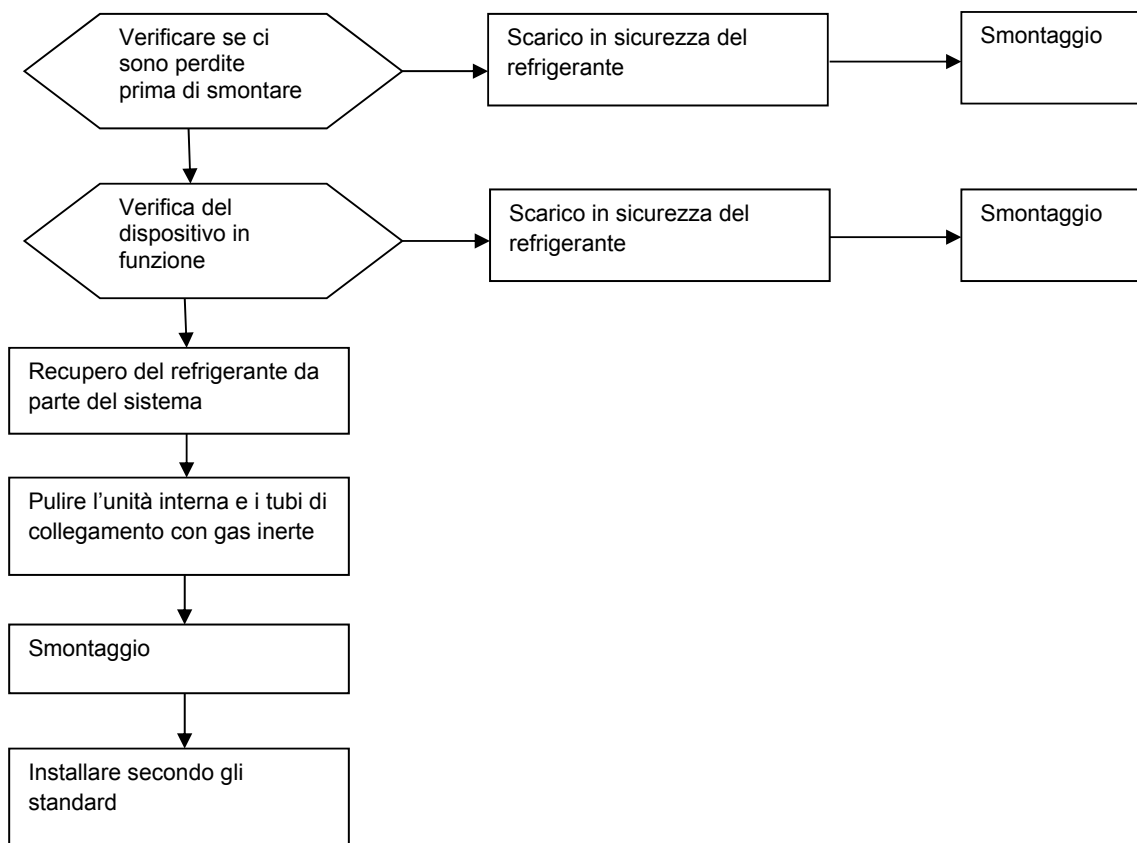 Verificare se ci
sono perdite
prima di smontare
Scarico in sicurezza del
refrigerante
Smontaggio
Verifica del
dispositivo in
funzione
Scarico in sicurezza del
refrigerante
Smontaggio
Recupero del refrigerante da
parte del sistema
Pulire l’unità interna e i tubi di
collegamento con gas inerte
Smontaggio
Installare secondo gli
standard